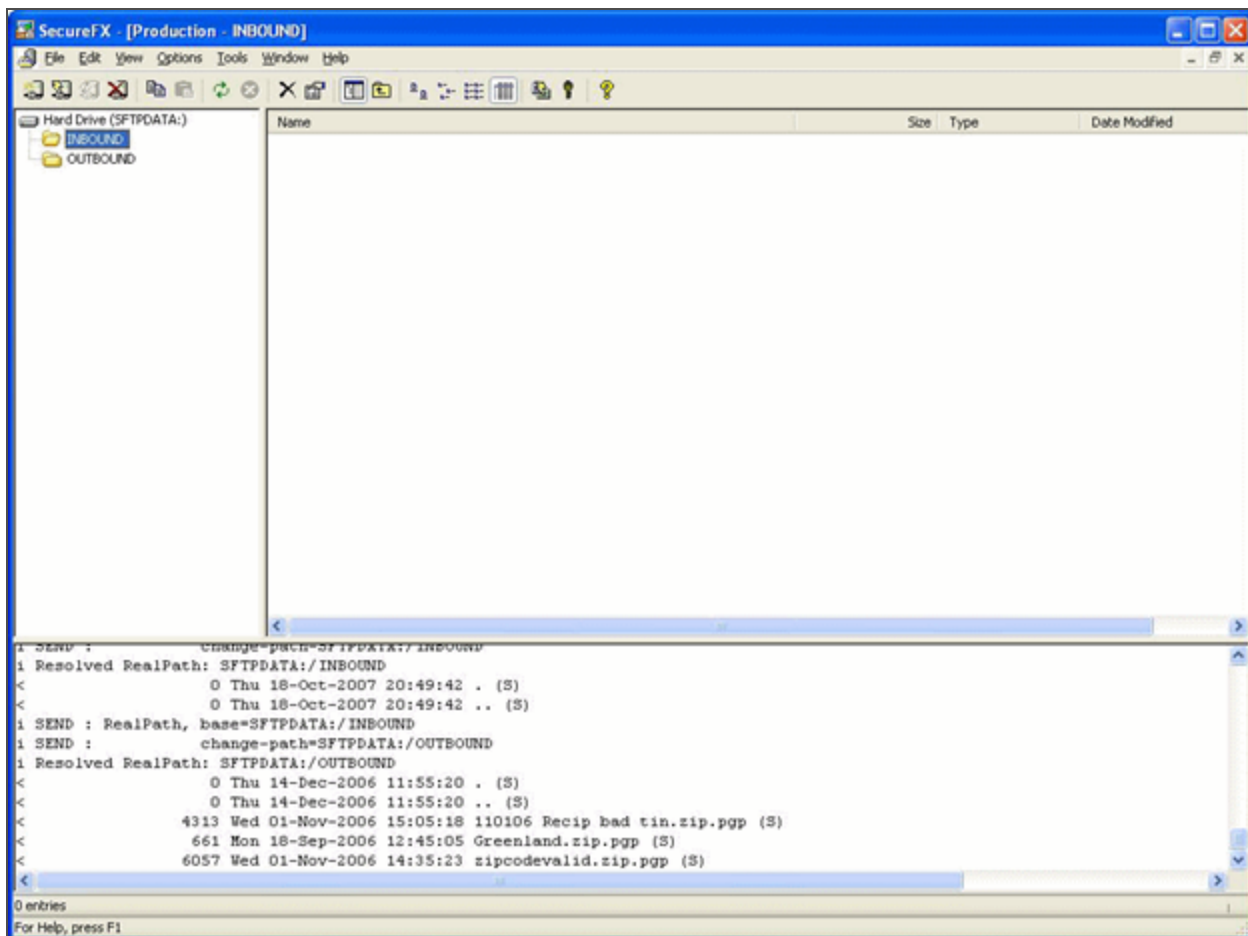 SecureFX - [Production - INBOUND]
File Edit View Options Tools Window Help
Hard Drive (SFTPDATA:)
INBOUND
OUTBOUND
Name Size Type Date Modified
i SEND : change-path=SFTPDATA:/INBOUND
i Resolved RealPath: SFTPDATA:/INBOUND
< 0 Thu 18-Oct-2007 20:49:42 . (S)
< 0 Thu 18-Oct-2007 20:49:42 .. (S)
i SEND : RealPath, base=SFTPDATA:/INBOUND
i SEND : change-path=SFTPDATA:/OUTBOUND
i Resolved RealPath: SFTPDATA:/OUTBOUND
< 0 Thu 14-Dec-2006 11:55:20 . (S)
< 0 Thu 14-Dec-2006 11:55:20 .. (S)
< 4313 Wed 01-Nov-2006 15:05:18 110106 Recip bad tin.zip.pgp (S)
< 661 Mon 18-Sep-2006 12:45:05 Greenland.zip.pgp (S)
< 6057 Wed 01-Nov-2006 14:35:23 zipcodevalid.zip.pgp (S)
0 entries
For Help, press F1